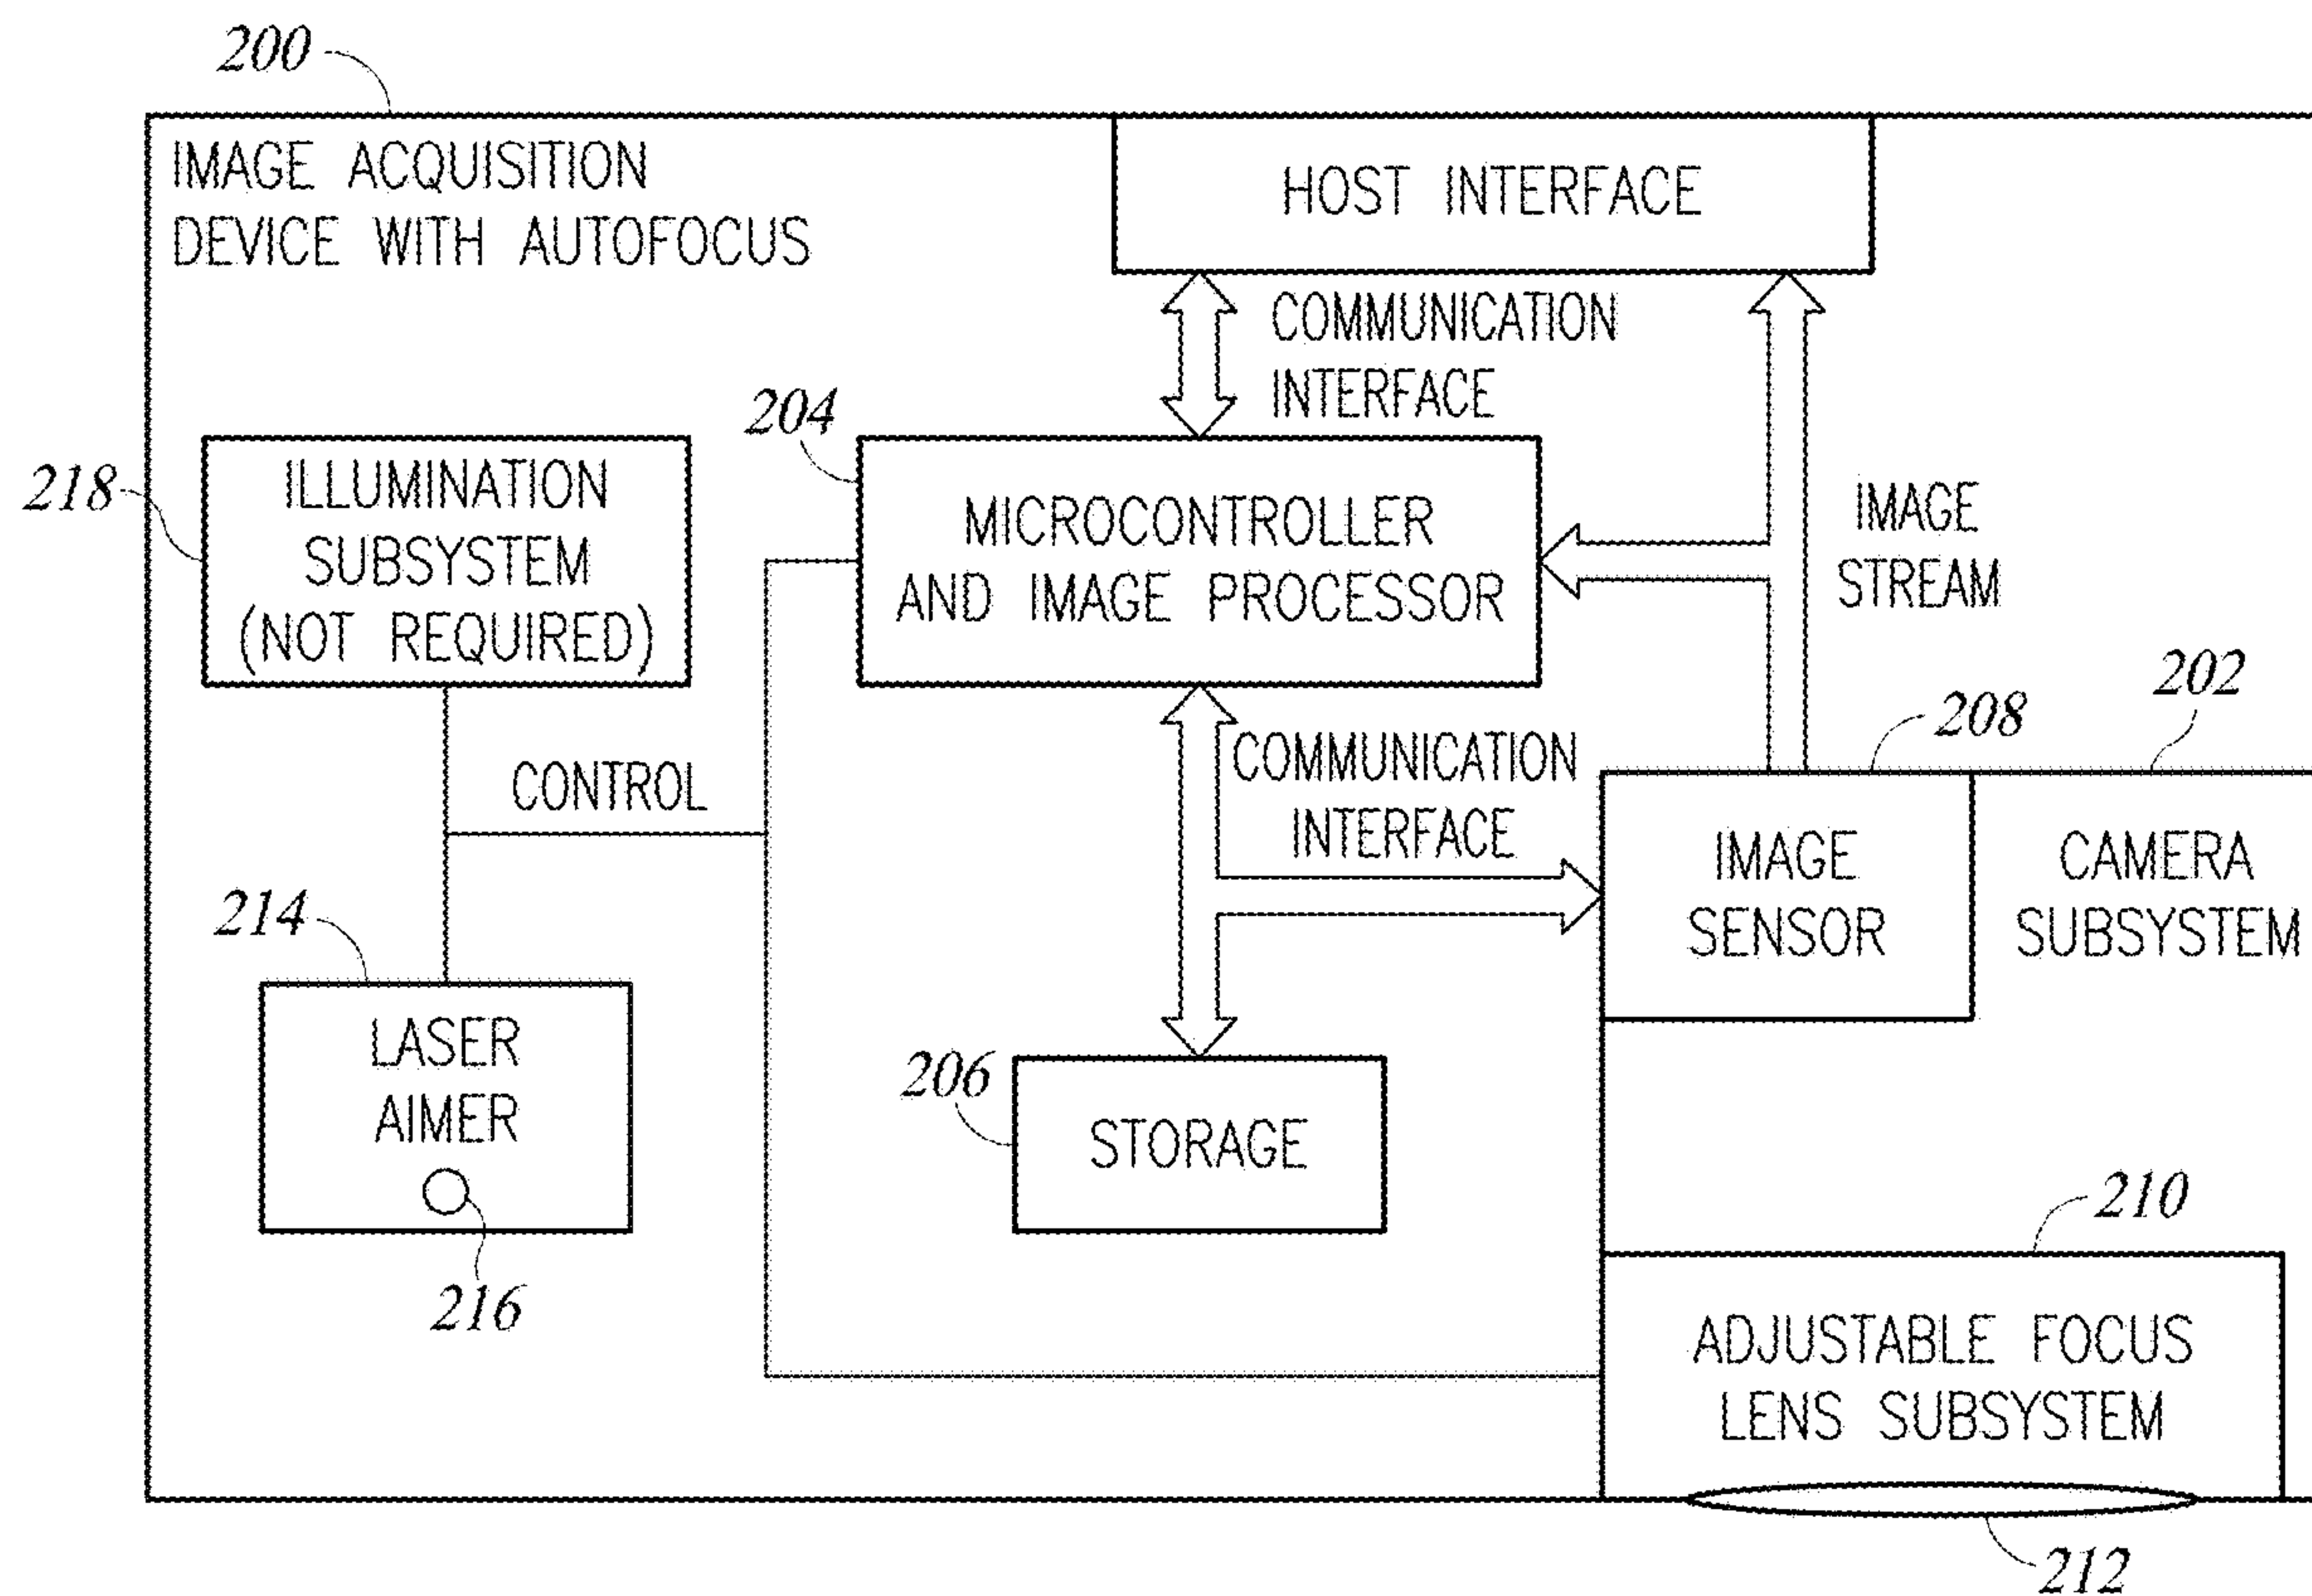 200
IMAGE ACQUISITION
DEVICE WITH AUTOFOCUS
HOST INTERFACE
COMMUNICATION
INTERFACE
204
218
ILLUMINATION
SUBSYSTEM
(NOT REQUIRED)
MICROCONTROLLER
AND IMAGE PROCESSOR
IMAGE
STREAM
202
208
COMMUNICATION
INTERFACE
CONTROL
IMAGE
SENSOR
CAMERA
SUBSYSTEM
214
LASER
AIMER
206
STORAGE
216
210
ADJUSTABLE FOCUS
LENS SUBSYSTEM
212